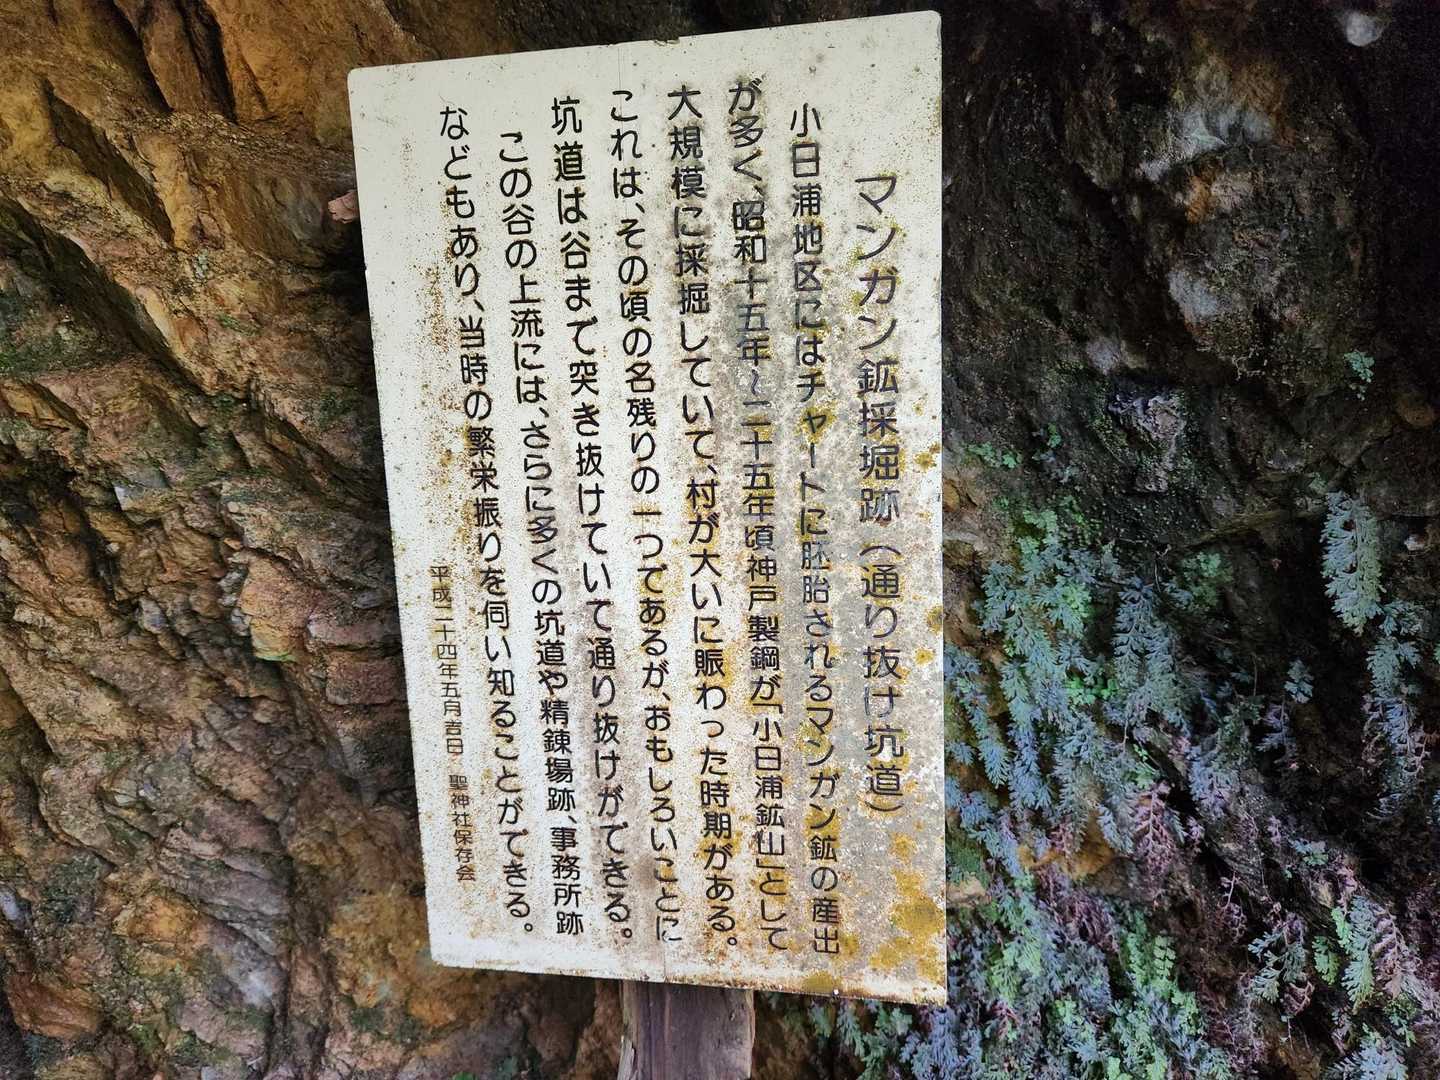 マンガン鉱採堀跡（通り抜け坑道）
小日浦地区にはチャートに胚胎されるマンガン鉱の産出
が多く、昭和十五年～二十五年頃神戸製鋼が「小日浦鉱山」として
大規模に採掘していて、村が大いに賑わった時期がある。
これは、その頃の名残りの一つであるが、おもしろいことに
坑道は谷まで突き抜けていて通り抜けができる。
この谷の上流には、さらに多くの坑道や精錬場跡、事務所跡
などもあり、当時の繁栄振りを伺い知ることができる。
平成二十四年五月吉日 聖神社保存会